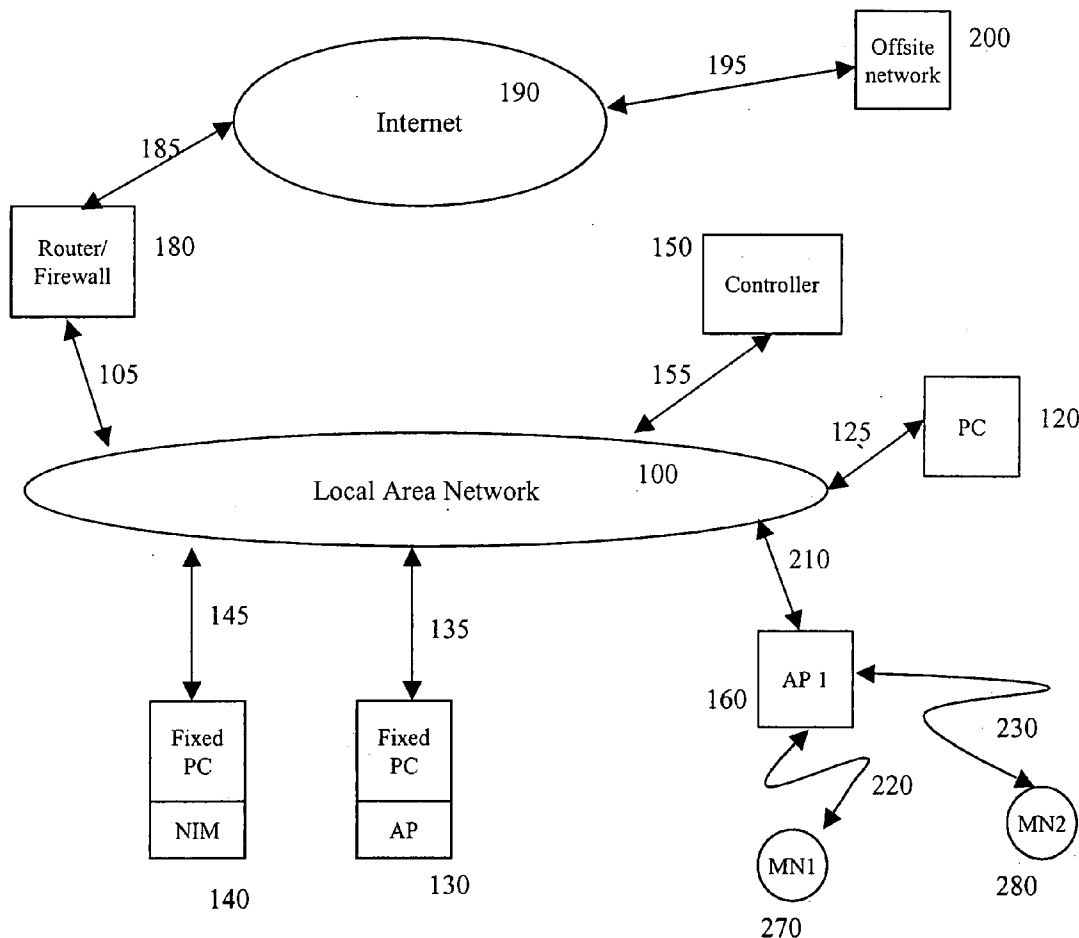 Offsite
network
200
195
190
Internet
185
Router/
Firewall
180
150
Controller
105
155
PC
120
125
100
Local Area Network
210
145
135
AP 1
160
Fixed
PC
NIM
Fixed
PC
AP
230
220
MN1
MN2
140
130
270
280